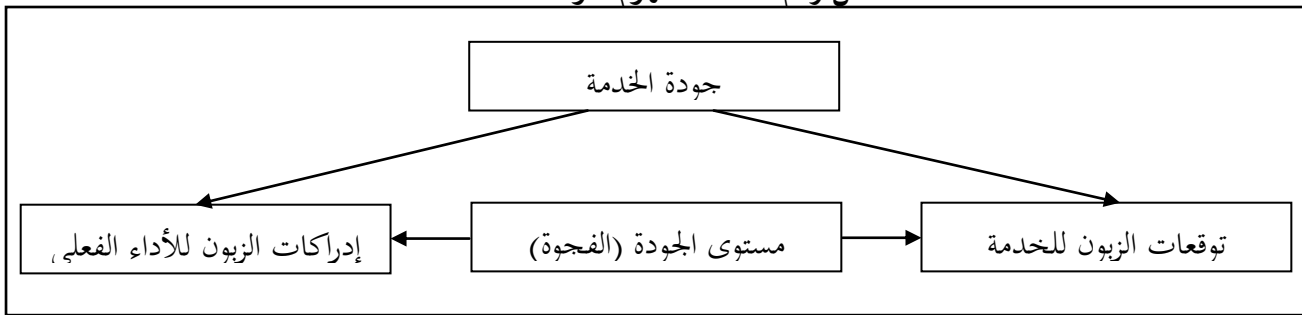 جودة الخدمة
توقعات الزبون للخدمة
مستوى الجودة (الفجوة)
إدراكات الزبون للأداء الفعلي